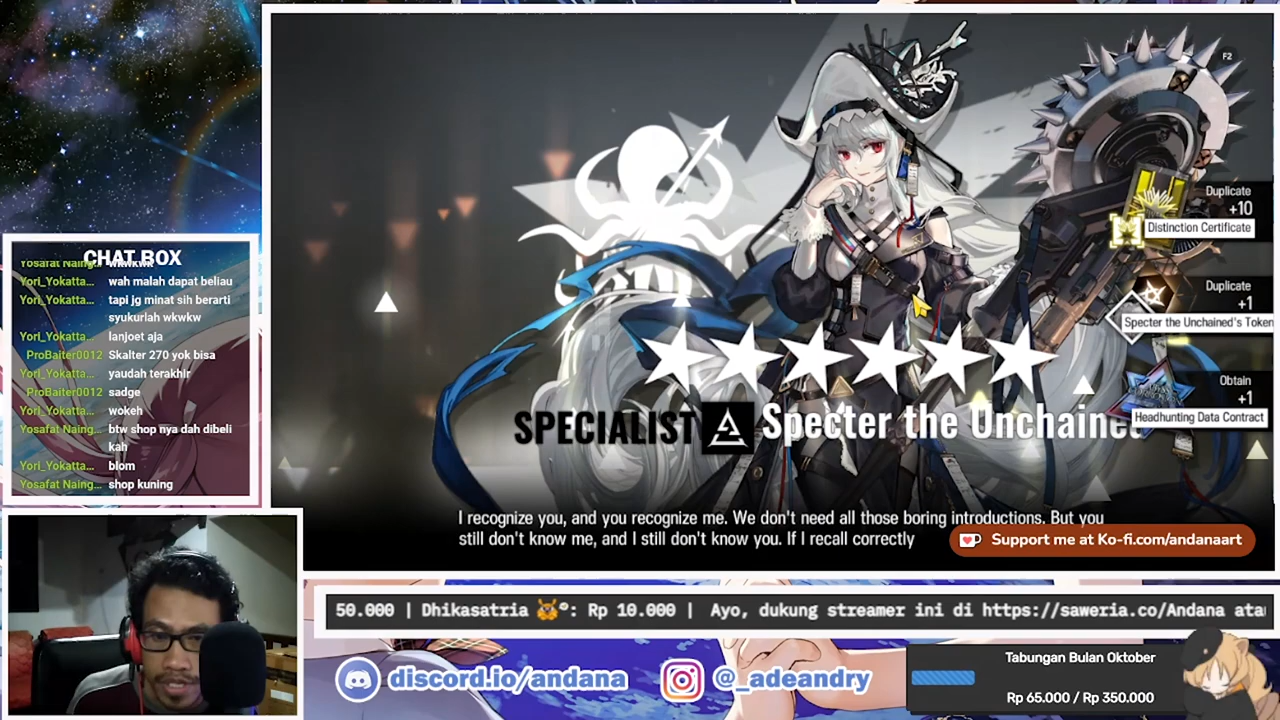 F2
Duplicate
+10
Distinction Certificate
Duplicate
+1
Specter the Unchained's Token
Obtain
+1
Headhunting Data Contract
SPECIALIST Specter the Unchained
I recognize you, and you recognize me. We don't need all those boring introductions. But you
still don't know me, and I still don't know you. If I recall correctly
Support me at Ko-fi.com/andanaart
CHAT BOX
Yosafat Naing...
Yori_Yokatta... wah malah dapat beliau
Yori_Yokatta... tapi jg minat sih berarti
syukurlah wkwkw
Yori_Yokatta... lanjoet aja
ProBaiter0012 Skalter 270 yok bisa
Yori_Yokatta... yaudah terakhir
ProBaiter0012 sadge
Yori_Yokatta... wokeh
Yosafat Naing... btw shop nya dah dibeli
kah
Yori_Yokatta... blom
Yosafat Naing... shop kuning
50.000 | Dhikasatria : Rp 10.000 | Ayo, dukung streamer ini di https://saweria.co/Andana ata
discord.io/andana
@_adeandry
Tabungan Bulan Oktober
Rp 65.000 / Rp 350.000